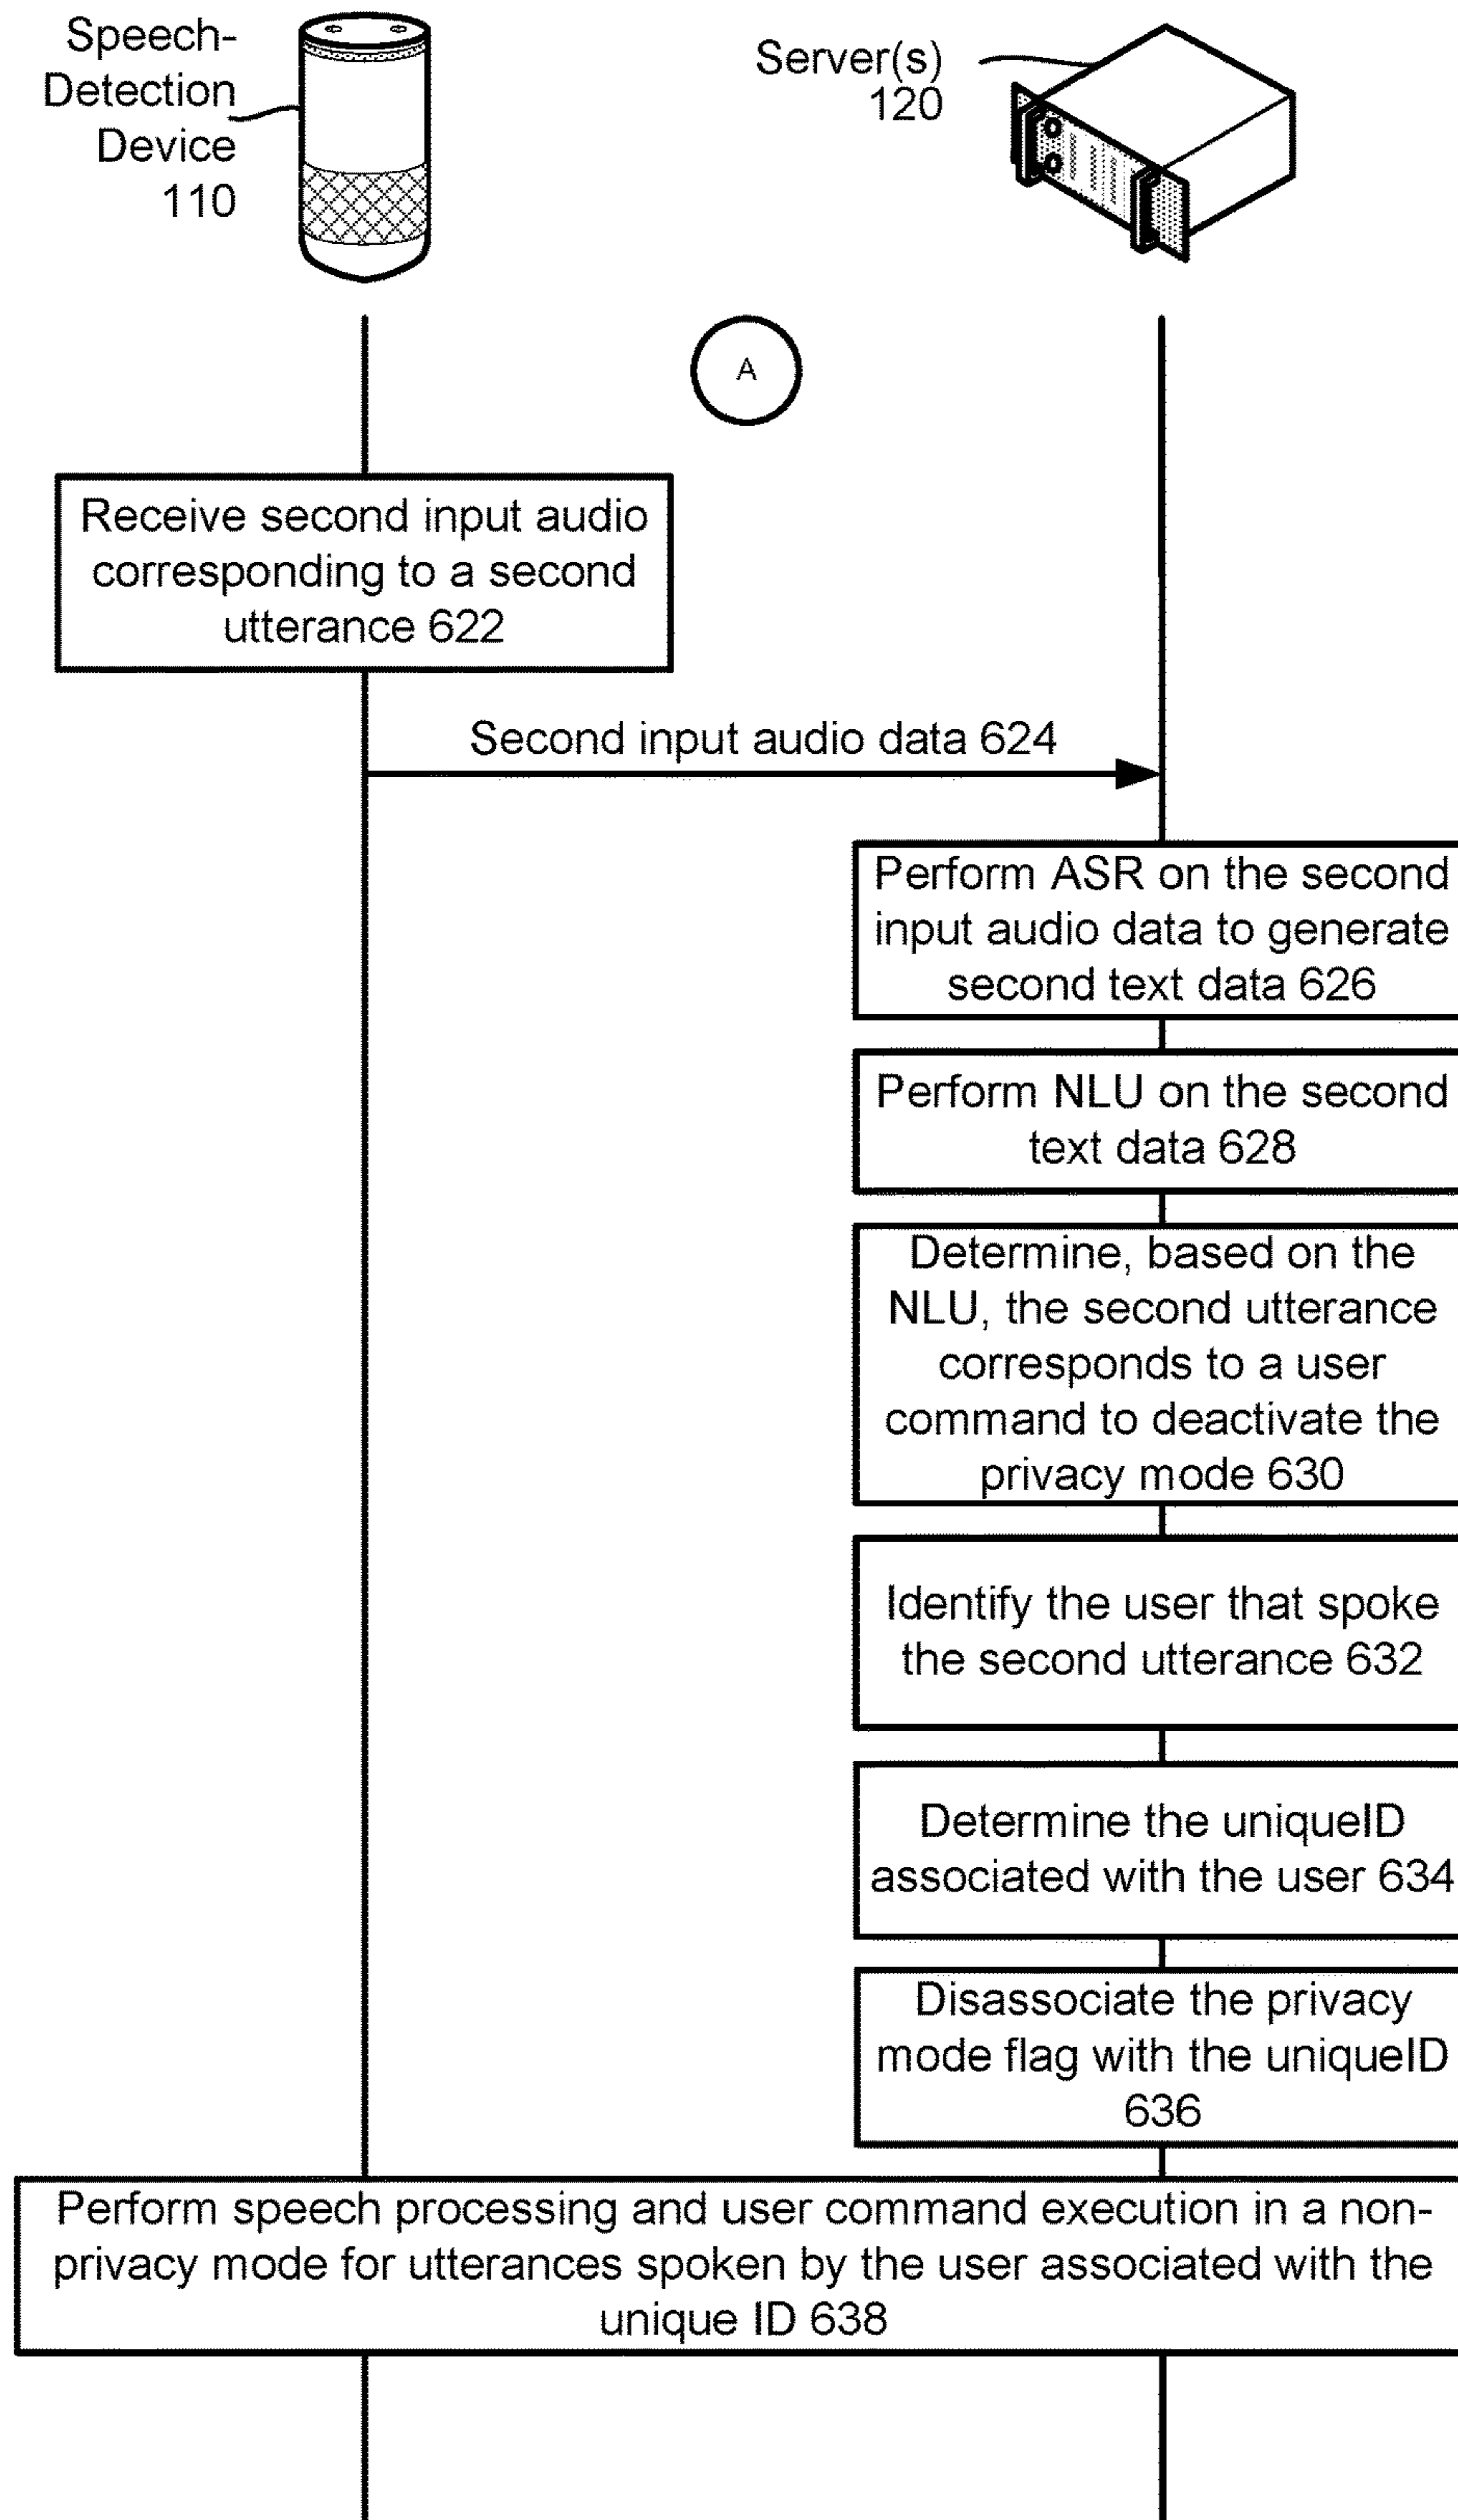 Speech-
Detection
Device
110
Server(s)
120
A
Receive second input audio
corresponding to a second
utterance 622
Second input audio data 624
Perform ASR on the second
input audio data to generate
second text data 626
Perform NLU on the second
text data 628
Determine, based on the
NLU, the second utterance
corresponds to a user
command to deactivate the
privacy mode 630
Identify the user that spoke
the second utterance 632
Determine the uniqueID
associated with the user 634
Disassociate the privacy
mode flag with the uniqueID
636
Perform speech processing and user command execution in a non-
privacy mode for utterances spoken by the user associated with the
unique ID 638